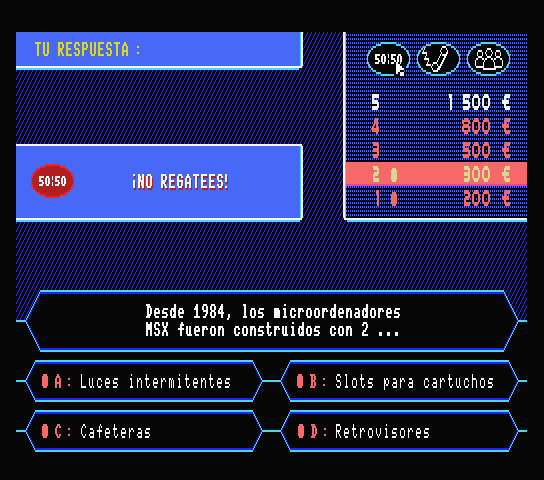 TU RESPUESTA :
50:50
5 1 500 €
4 800 €
3 500 €
2 300 €
1 200 €
50:50 ¡NO REGATEES!
Desde 1984, los microordenadores
MSX fueron construidos con 2 ...
A: Luces intermitentes
B: Slots para cartuchos
C: Cafeteras
D: Retrovisores